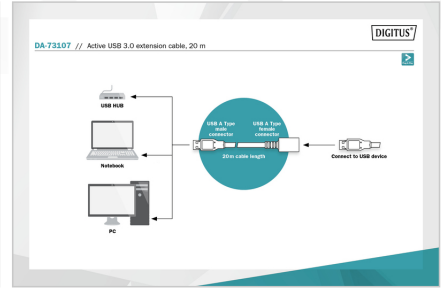 DIGITUS®
DA-73107 // Active USB 3.0 extension cable, 20 m
USB HUB
USB A Type
male
connector
USB A Type
female
connector
20m cable length
Notebook
Connect to USB device
PC